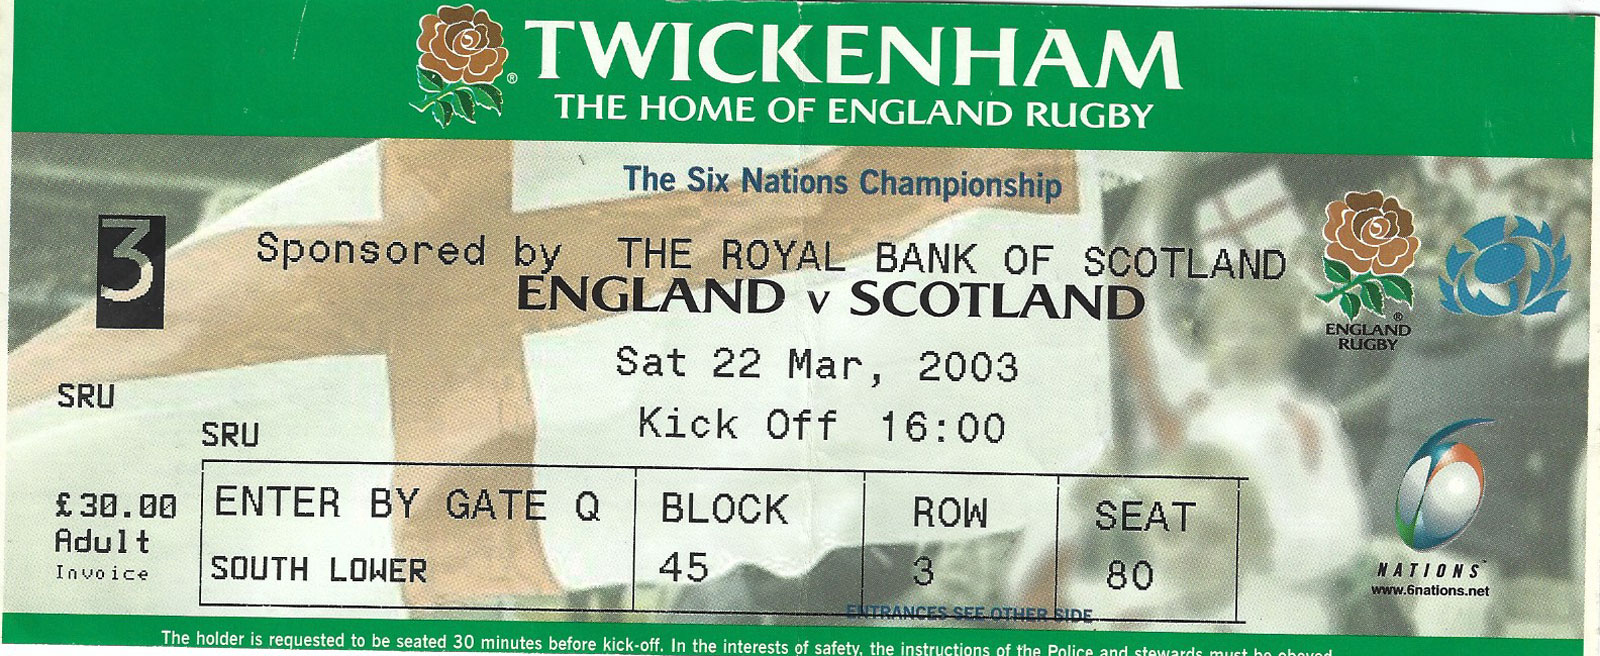 TWICKENHAM
THE HOME OF ENGLAND RUGBY
The Six Nations Championship
3
Sponsored by THE ROYAL BANK OF SCOTLAND
ENGLAND v SCOTLAND
ENGLAND
RUGBY
Sat 22 Mar, 2003
SRU
Kick Off 16:00
SRU
£30.00
Adult
Invoice
ENTER BY GATE Q BLOCK ROW SEAT
SOUTH LOWER 45 3 80
6
NATIONS
www.6nations.net
ENTRANCES SEE OTHER SIDE
The holder is requested to be seated 30 minutes before kick-off. In the interests of safety, the instructions of the Police and stewards must be obeyed